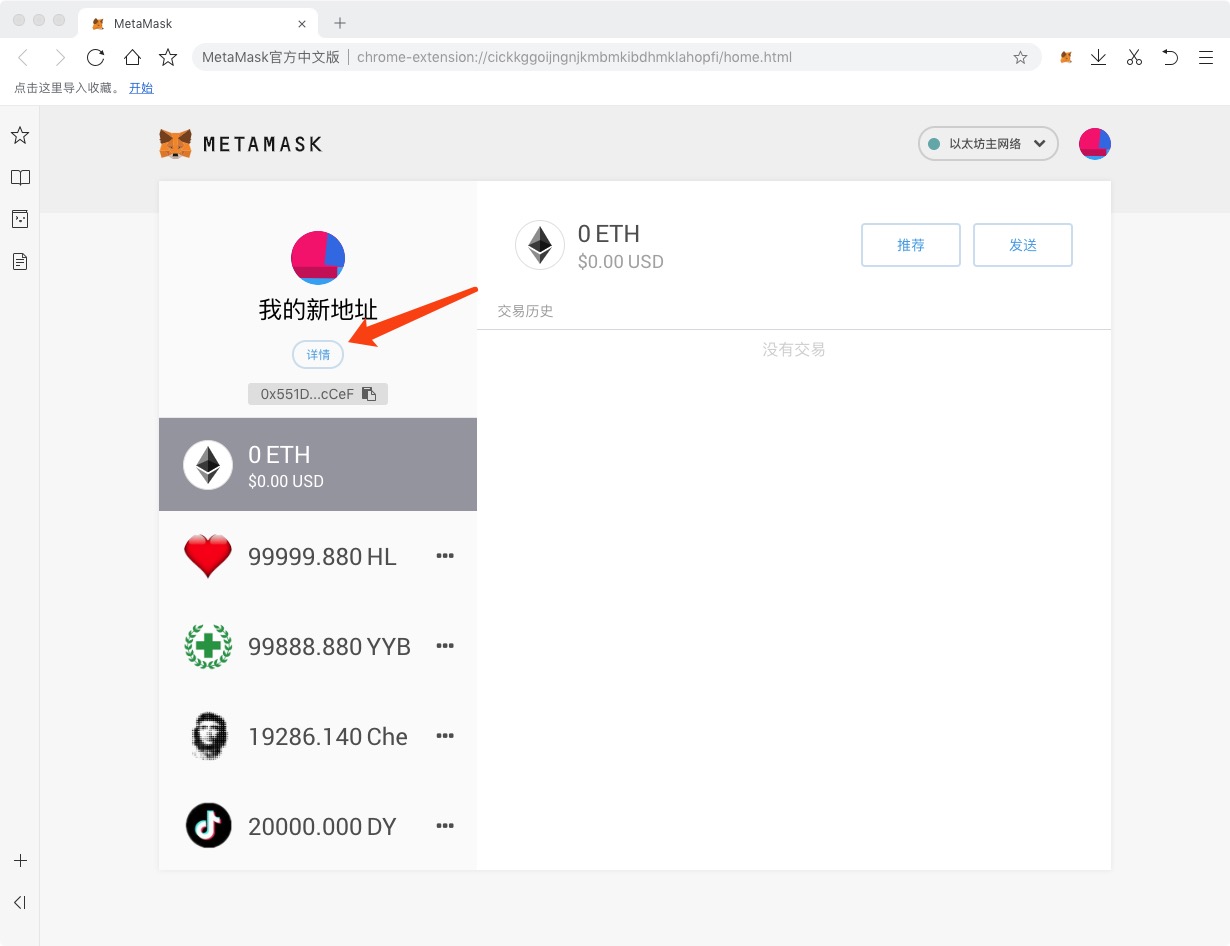 MetaMask
MetaMask官方中文版 | chrome-extension://cickkggoijngnjkmbmkibdhmklahopfi/home.html
点击这里导入收藏。 开始
METAMASK
以太坊主网络
我的新地址
详情
0x551D...cCeF
0 ETH
$0.00 USD
99999.880 HL
99888.880 YYB
19286.140 Che
20000.000 DY
0 ETH
$0.00 USD
推荐
发送
交易历史
没有交易